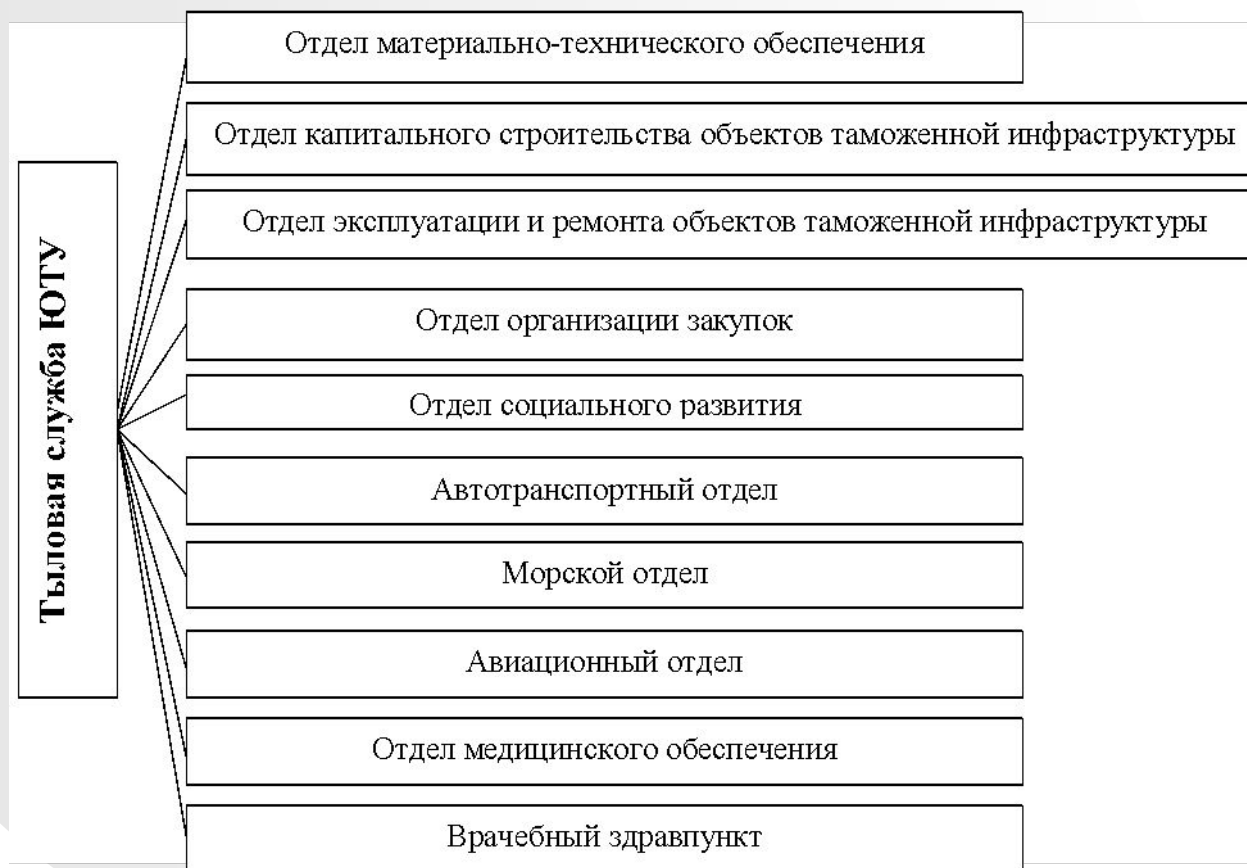 Тыловая служба ЮТУ
Отдел материально-технического обеспечения
Отдел капитального строительства объектов таможенной инфраструктуры
Отдел эксплуатации и ремонта объектов таможенной инфраструктуры
Отдел организации закупок
Отдел социального развития
Автотранспортный отдел
Морской отдел
Авиационный отдел
Отдел медицинского обеспечения
Врачебный здравпункт